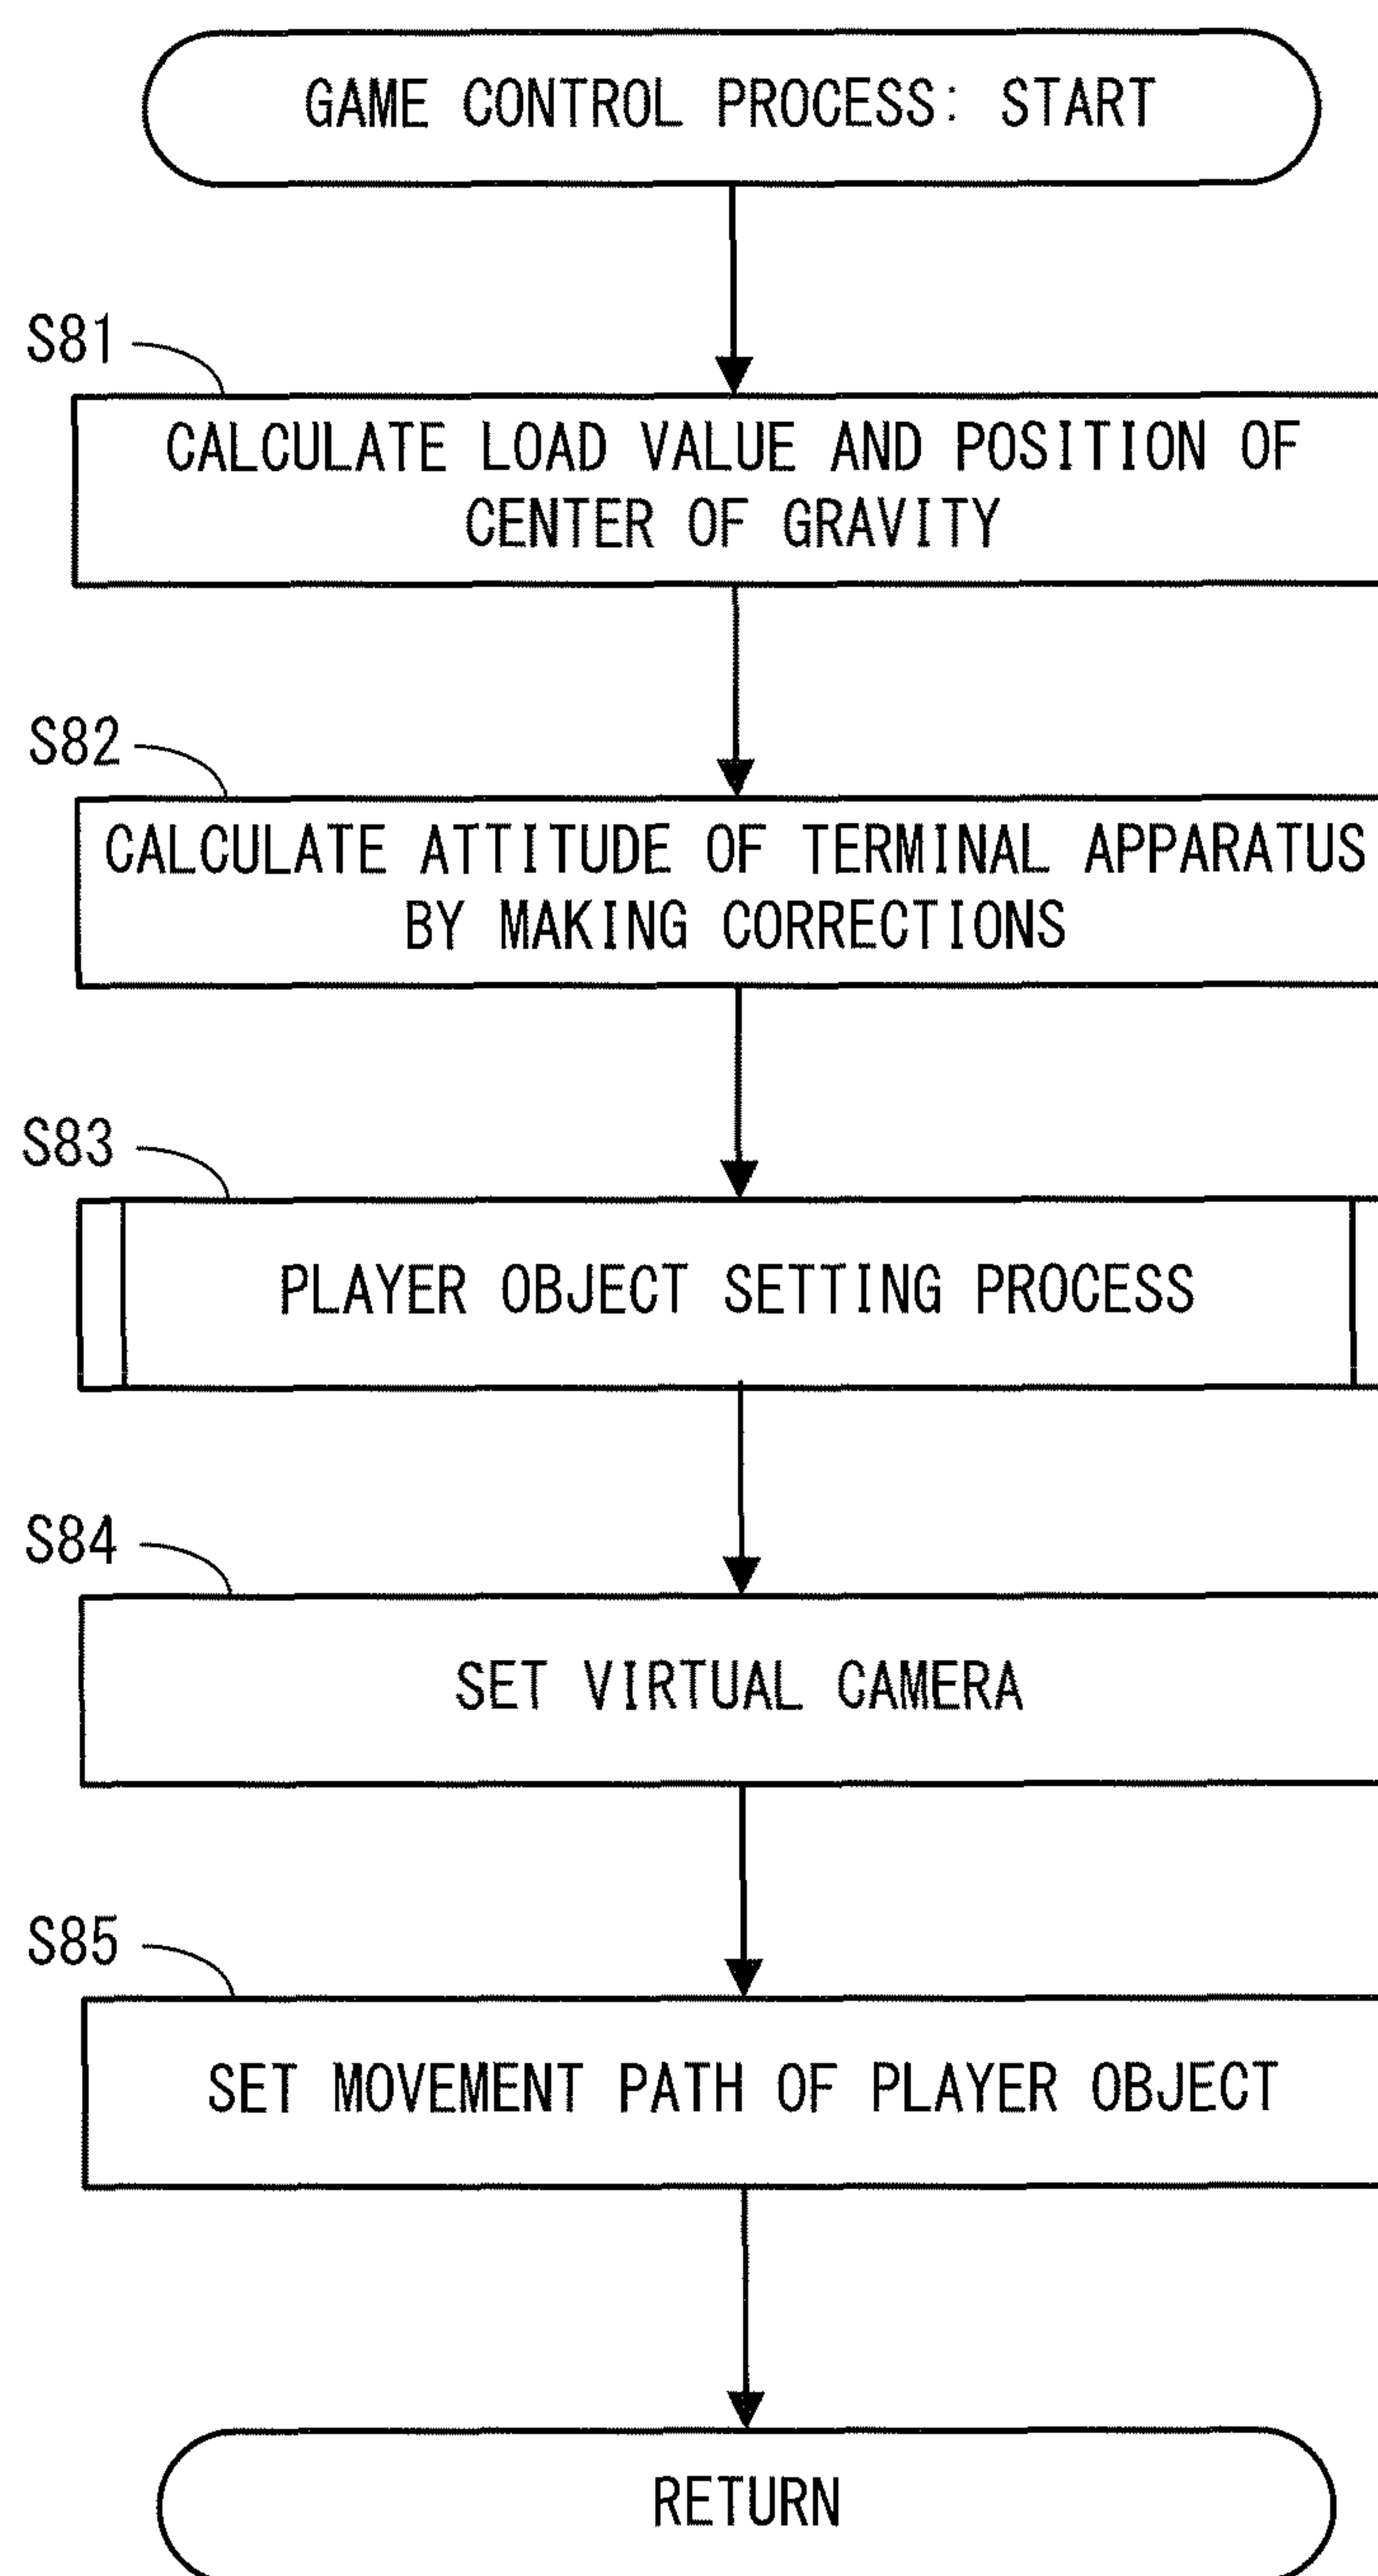 GAME CONTROL PROCESS: START
S81
CALCULATE LOAD VALUE AND POSITION OF
CENTER OF GRAVITY
S82
CALCULATE ATTITUDE OF TERMINAL APPARATUS
BY MAKING CORRECTIONS
S83
PLAYER OBJECT SETTING PROCESS
S84
SET VIRTUAL CAMERA
S85
SET MOVEMENT PATH OF PLAYER OBJECT
RETURN